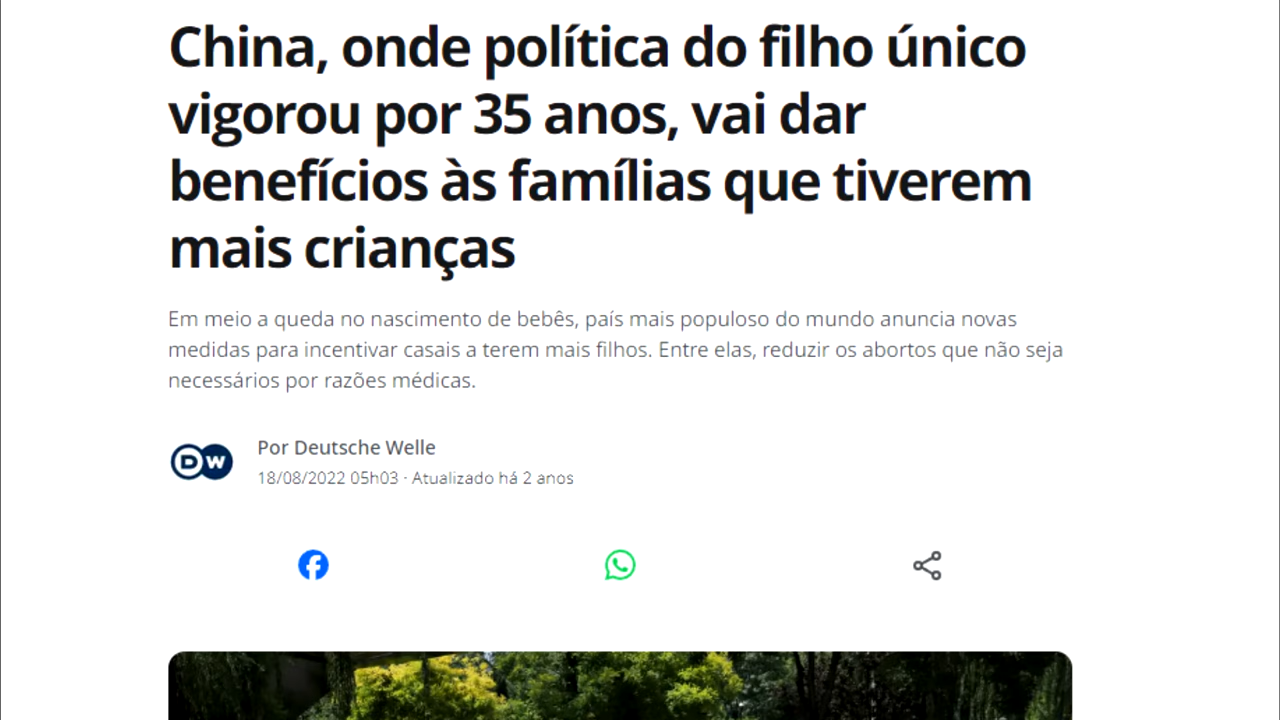 China, onde política do filho único
vigorou por 35 anos, vai dar
benefícios às famílias que tiverem
mais crianças
Em meio a queda no nascimento de bebês, país mais populoso do mundo anuncia novas
medidas para incentivar casais a terem mais filhos. Entre elas, reduzir os abortos que não seja
necessários por razões médicas.
DW
Por Deutsche Welle
18/08/2022 05h03 · Atualizado há 2 anos